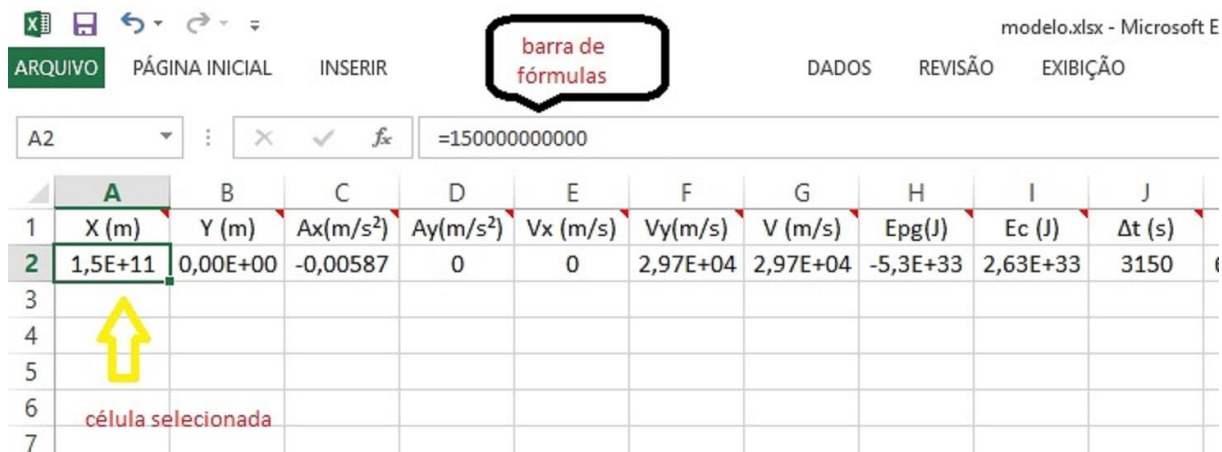 modelo.xlsx - Microsoft E
barra de
fórmulas
ARQUIVO PÁGINA INICIAL INSERIR DADOS REVISÃO EXIBIÇÃO
A2 fx =150000000000
A B C D E F G H I J
1 X (m) Y (m) Ax(m/s²) Ay(m/s²) Vx (m/s) Vy(m/s) V (m/s) Epg(J) Ec (J) Δt (s)
2 1,5E+11 0,00E+00 -0,00587 0 0 2,97E+04 2,97E+04 -5,3E+33 2,63E+33 3150
3
4
5
6
célula selecionada
7